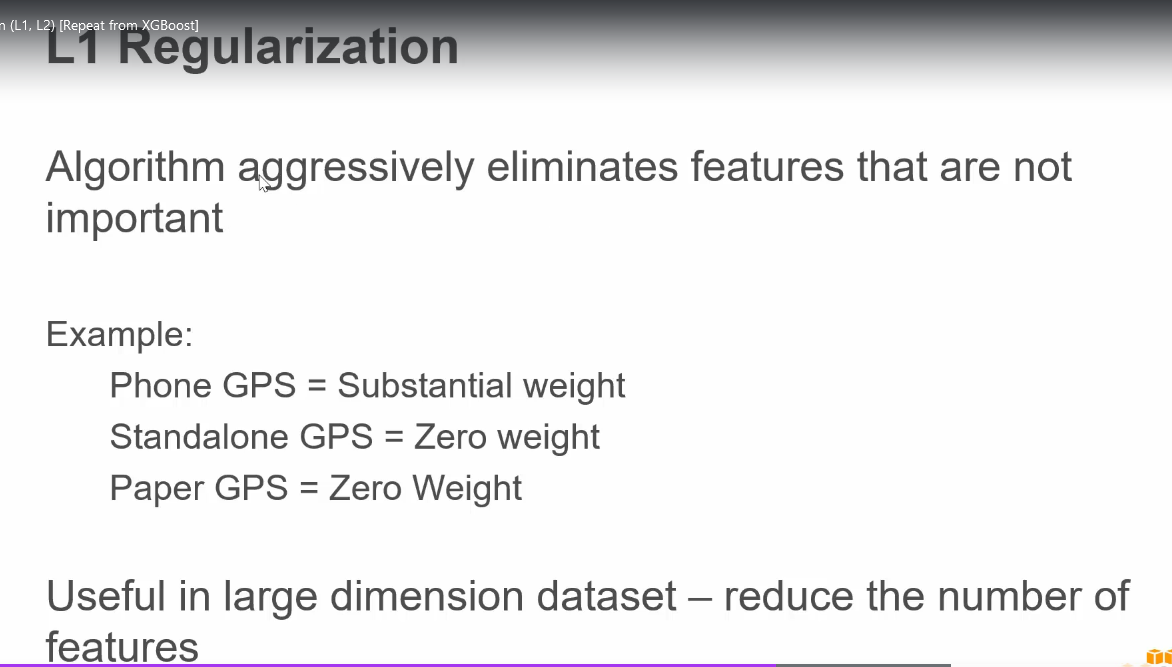 n (L1, L2) [Repeat from XGBoost]
L1 Regularization
Algorithm aggressively eliminates features that are not
important
Example:
Phone GPS = Substantial weight
Standalone GPS = Zero weight
Paper GPS = Zero Weight
Useful in large dimension dataset – reduce the number of
features